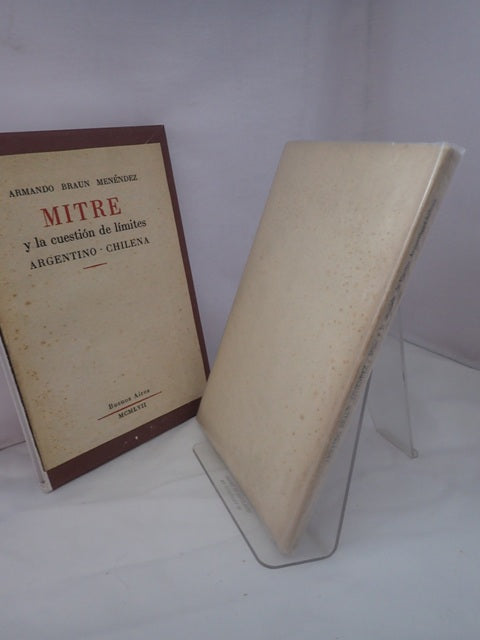 ARMANDO BRAUN MENÉNDEZ
MITRE
y la cuestión de límites
ARGENTINO - CHILENA
Buenos Aires
MCMLVII